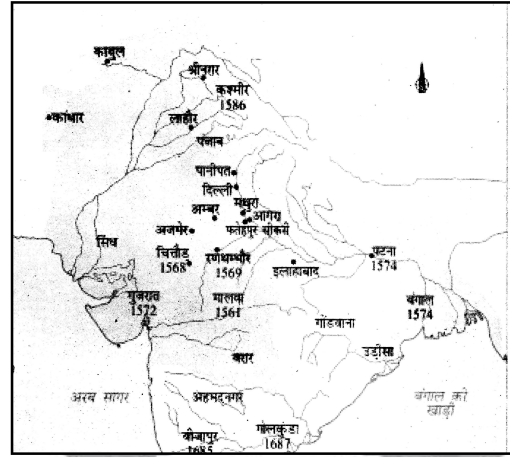 काबुल
श्रीनगर
कश्मीर
1586
कांधार
लाहौर
पंजाब
पानीपत
दिल्ली
मथुरा
अम्बर
आगरा
फतेहपुर सीकरी
अजमेर
सिंध
चित्तौड़
1568
रणथम्भौर
1569
इलाहाबाद
पटना
1574
गुजरात
1572
मालवा
1561
बंगाल
1574
गोंडवाना
उड़ीसा
बरार
अरब सागर
अहमदनगर
बंगाल की
खाड़ी
गोलकुंडा
1687
बीजापुर
1685